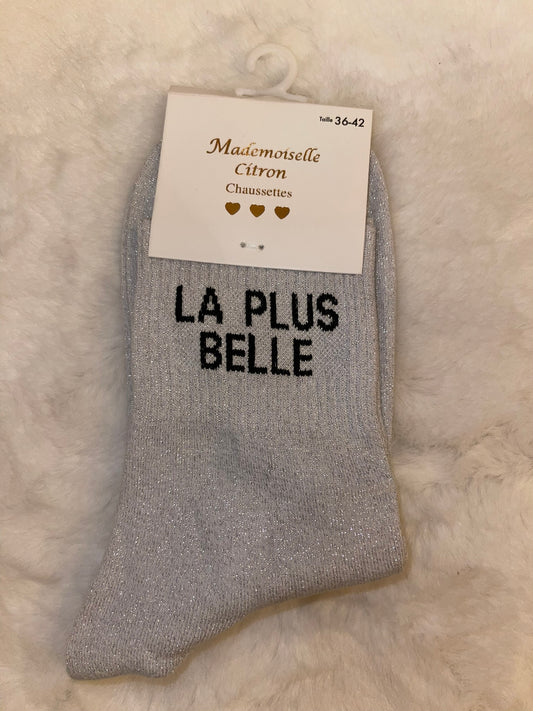 Taille 36-42
Mademoiselle
Citron
Chaussettes
LA PLUS
BELLE